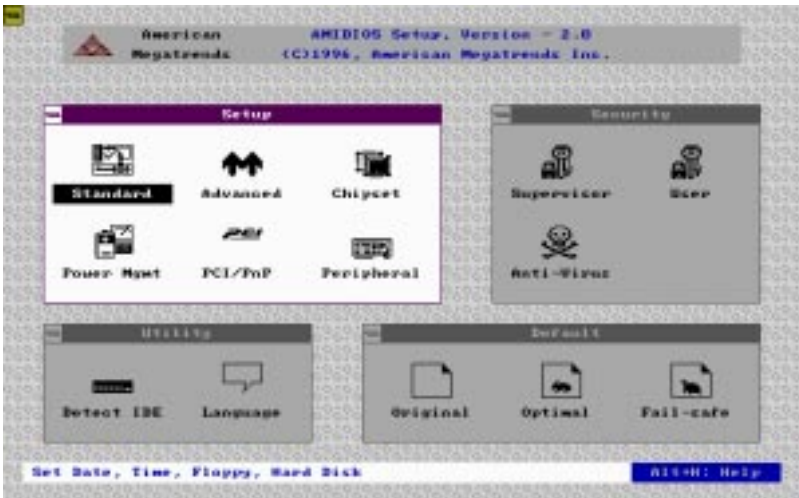 American
Megatrends
AMIBIOS Setup, Version - 2.0
(C)1996, American Megatrends Inc.
Setup
Security
Standard
Advanced
Chipset
Supervisor
User
Power Mgmt
PCI
PCI/PnP
Peripheral
Anti-Virus
Utility
Default
Detect IDE
Language
Original
Optimal
Fail-safe
Set Date, Time, Floppy, Hard Disk
Alt+H: Help